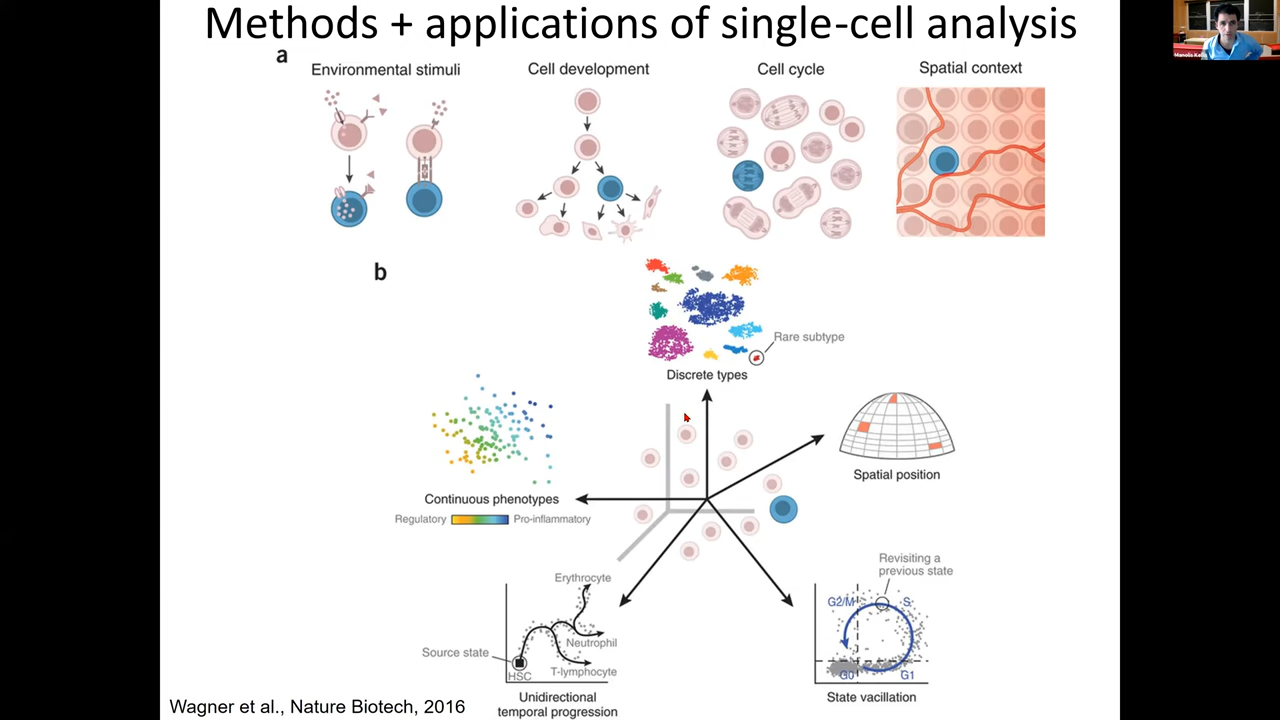 Methods + applications of single-cell analysis
a
Environmental stimuli
Cell development
Cell cycle
Spatial context
b
Rare subtype
Discrete types
Continuous phenotypes
Regulatory
Pro-inflammatory
Spatial position
Erythrocyte
Neutrophil
T-lymphocyte
Source state
HSC
Unidirectional
temporal progression
Revisiting a
previous state
G2/M
S
G0
G1
State vacillation
Wagner et al., Nature Biotech, 2016
Manolis